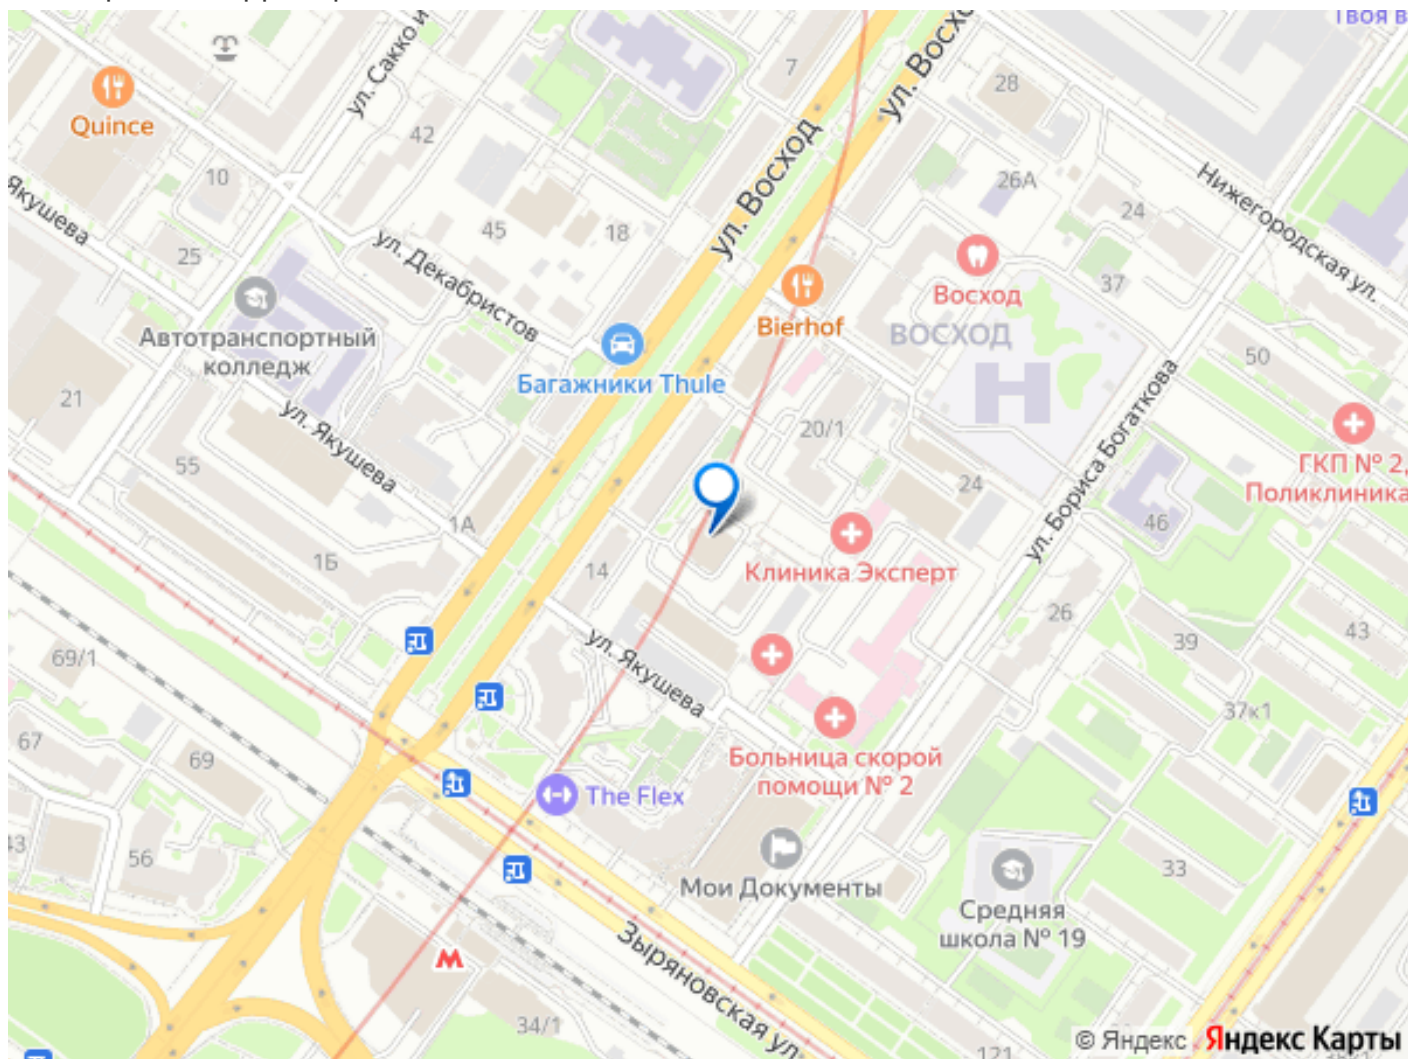 Твоя в
ул. Восход
ул. Сакко и
7
28
Quince
42
10
26А
Нижегородская ул.
ул. Восход
24
Якушева
45
18
25
ул. Декабристов
37
Восход
Автотранспортный
колледж
Bierhof
ВОСХОД
50
Багажники Thule
21
ул. Якушева
20/1
ул. Бориса Богаткова
55
ГКП № 2,
Поликлиника
24
46
1А
1Б
14
Клиника Эксперт
26
39
43
69/1
ул. Якушева
37к1
67
69
Больница скорой
помощи № 2
The Flex
56
33
Мои Документы
Средняя
школа № 19
Зыряновская ул.
34/1
121
© Яндекс Яндекс Карты